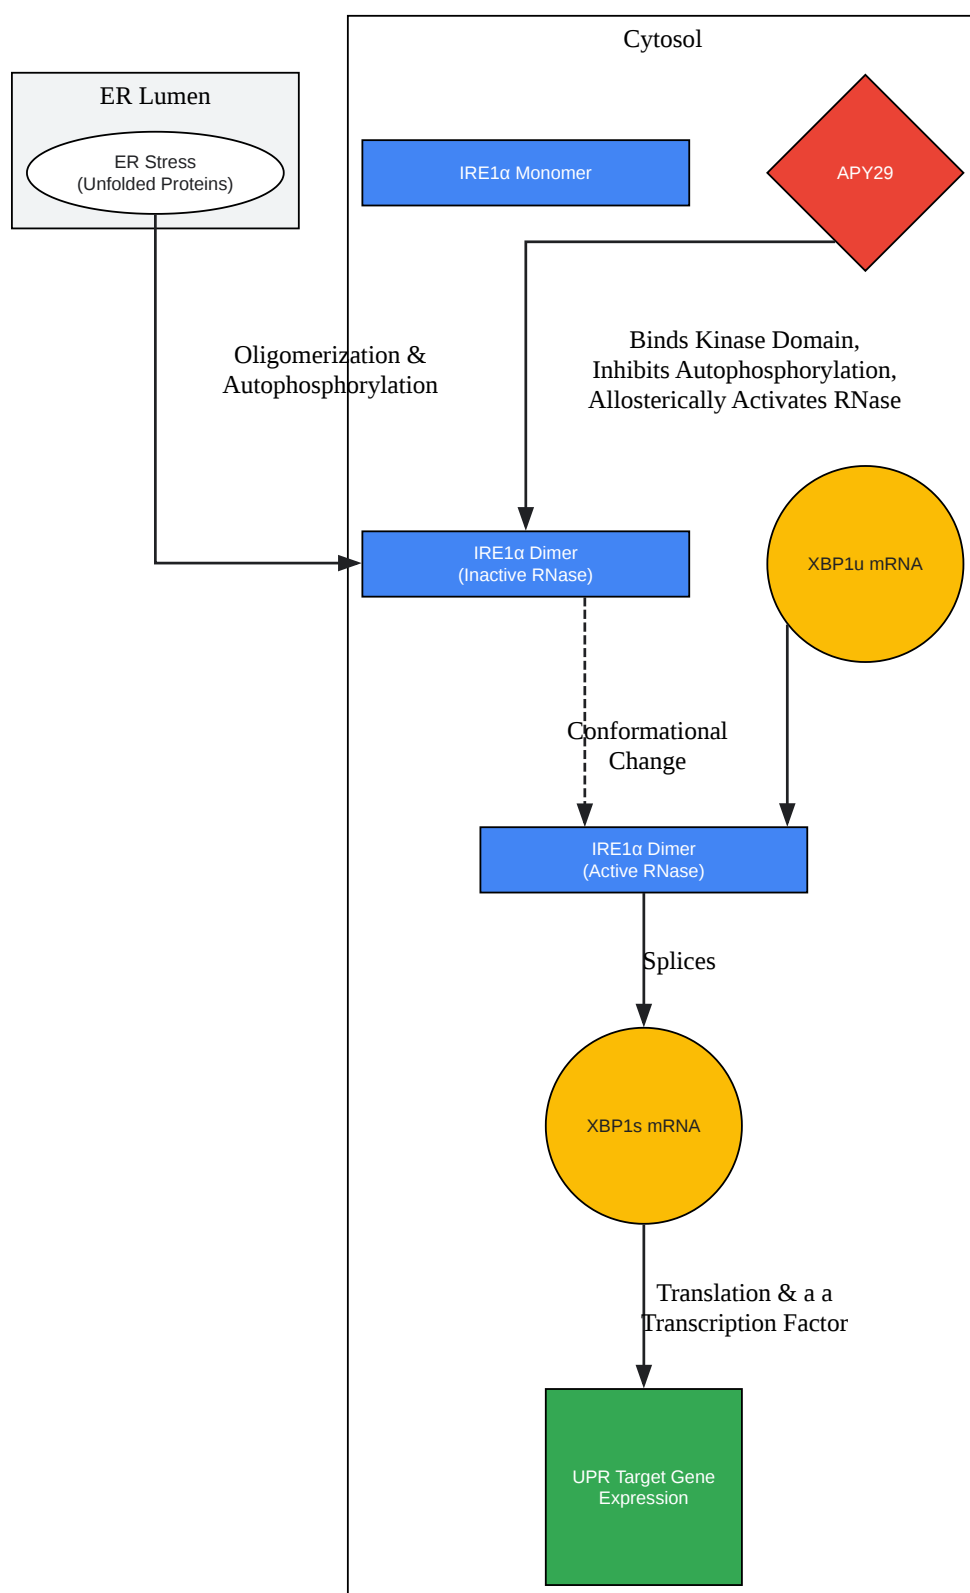 Cytosol
ER Lumen
ER Stress
(Unfolded Proteins)
IRE1α Monomer
APY29
Oligomerization &
Autophosphorylation
Binds Kinase Domain,
Inhibits Autophosphorylation,
Allosterically Activates RNase
IRE1α Dimer
(Inactive RNase)
XBP1u mRNA
Conformational
Change
IRE1α Dimer
(Active RNase)
Splices
XBP1s mRNA
Translation & a a
Transcription Factor
UPR Target Gene
Expression